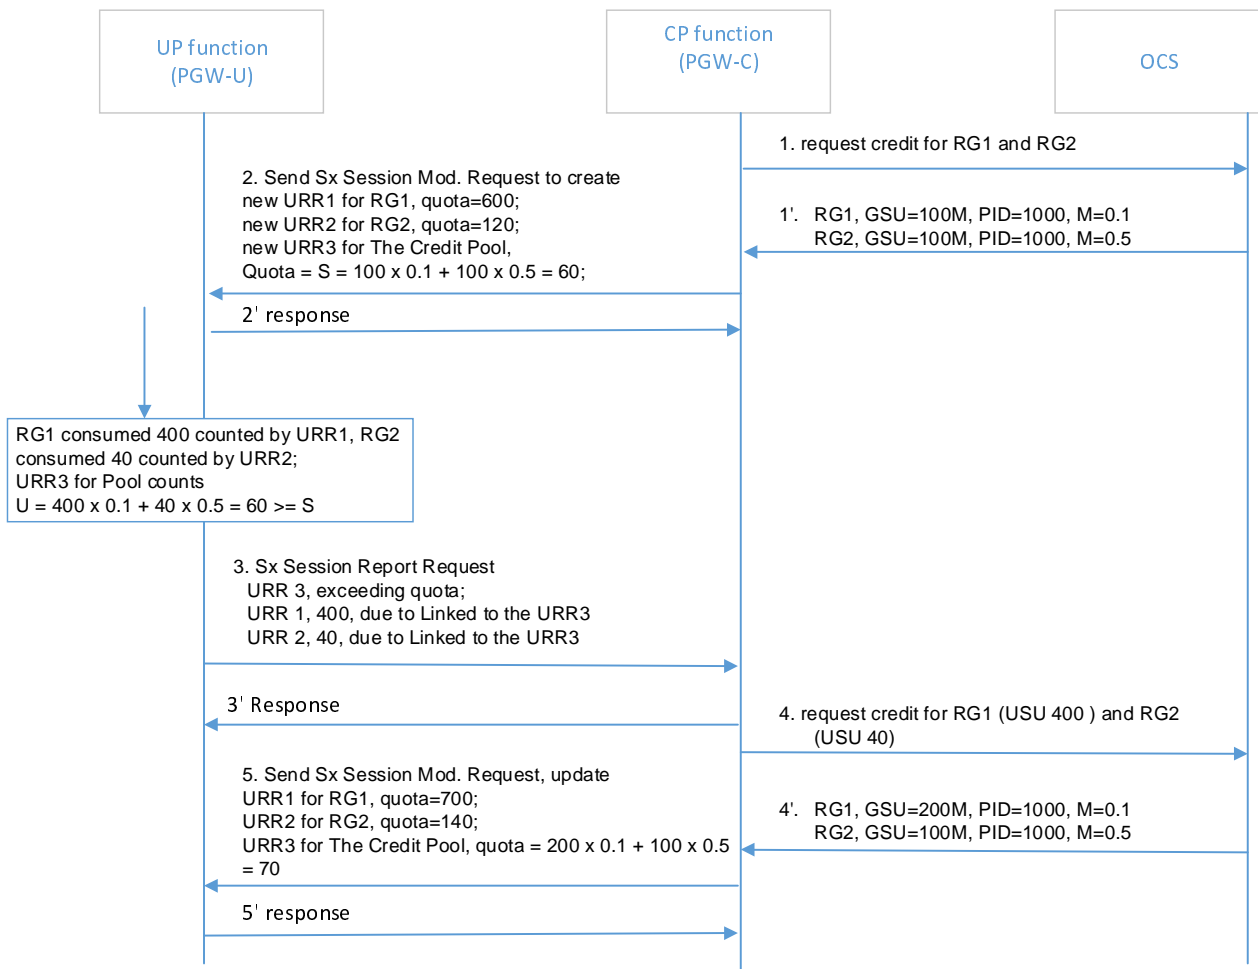 UP function
(PGW-U)
CP function
(PGW-C)
OCS
1. request credit for RG1 and RG2
2. Send Sx Session Mod. Request to create
new URR1 for RG1, quota=600;
new URR2 for RG2, quota=120;
new URR3 for The Credit Pool,
Quota = S = 100 x 0.1 + 100 x 0.5 = 60;
1'. RG1, GSU=100M, PID=1000, M=0.1
RG2, GSU=100M, PID=1000, M=0.5
2' response
RG1 consumed 400 counted by URR1, RG2
consumed 40 counted by URR2;
URR3 for Pool counts
U = 400 x 0.1 + 40 x 0.5 = 60 >= S
3. Sx Session Report Request
URR 3, exceeding quota;
URR 1, 400, due to Linked to the URR3
URR 2, 40, due to Linked to the URR3
3' Response
4. request credit for RG1 (USU 400 ) and RG2
(USU 40)
5. Send Sx Session Mod. Request, update
URR1 for RG1, quota=700;
URR2 for RG2, quota=140;
URR3 for The Credit Pool, quota = 200 x 0.1 + 100 x 0.5
= 70
4'. RG1, GSU=200M, PID=1000, M=0.1
RG2, GSU=100M, PID=1000, M=0.5
5' response